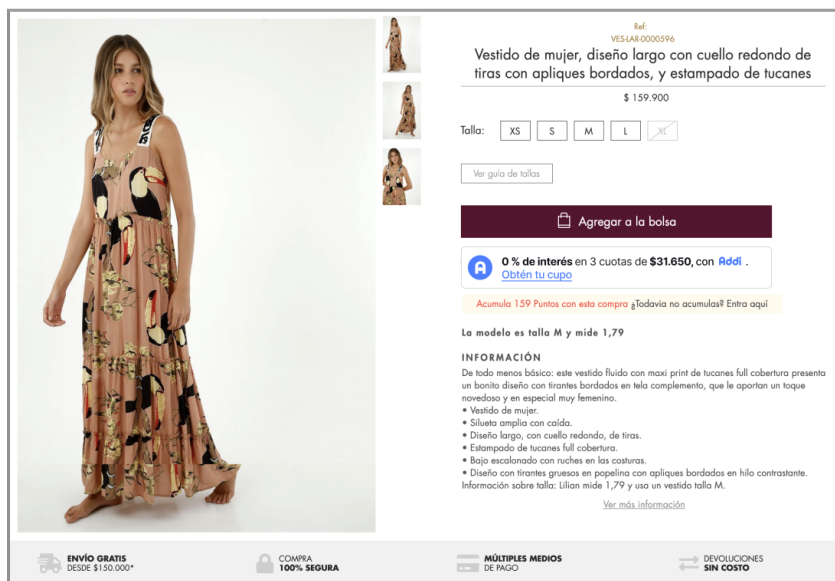 Ref:
VES-LAR-0000596
Vestido de mujer, diseño largo con cuello redondo de
tiras con apliques bordados, y estampado de tucanes
$ 159.900
Talla: XS S M L XL
Ver guía de tallas
Agregar a la bolsa
0 % de interés en 3 cuotas de $31.650, con Addi .
Obtén tu cupo
Acumula 159 Puntos con esta compra ¿Todavia no acumulas? Entra aquí
La modelo es talla M y mide 1,79
INFORMACIÓN
De todo menos básico: este vestido fluido con maxi print de tucanes full cobertura presenta
un bonito diseño con tirantes bordados en tela complemento, que le aportan un toque
novedoso y en especial muy femenino.
• Vestido de mujer.
• Silueta amplia con caída.
• Diseño largo, con cuello redondo, de tiras.
• Estampado de tucanes full cobertura.
• Bajo escalonado con ruches en las costuras.
• Diseño con tirantes gruesos en popelina con apliques bordados en hilo contrastante.
Información sobre talla: Lilian mide 1,79 y usa un vestido talla M.
Ver más información
ENVÍO GRATIS
DESDE $150.000*
COMPRA
100% SEGURA
MÚLTIPLES MEDIOS
DE PAGO
DEVOLUCIONES
SIN COSTO